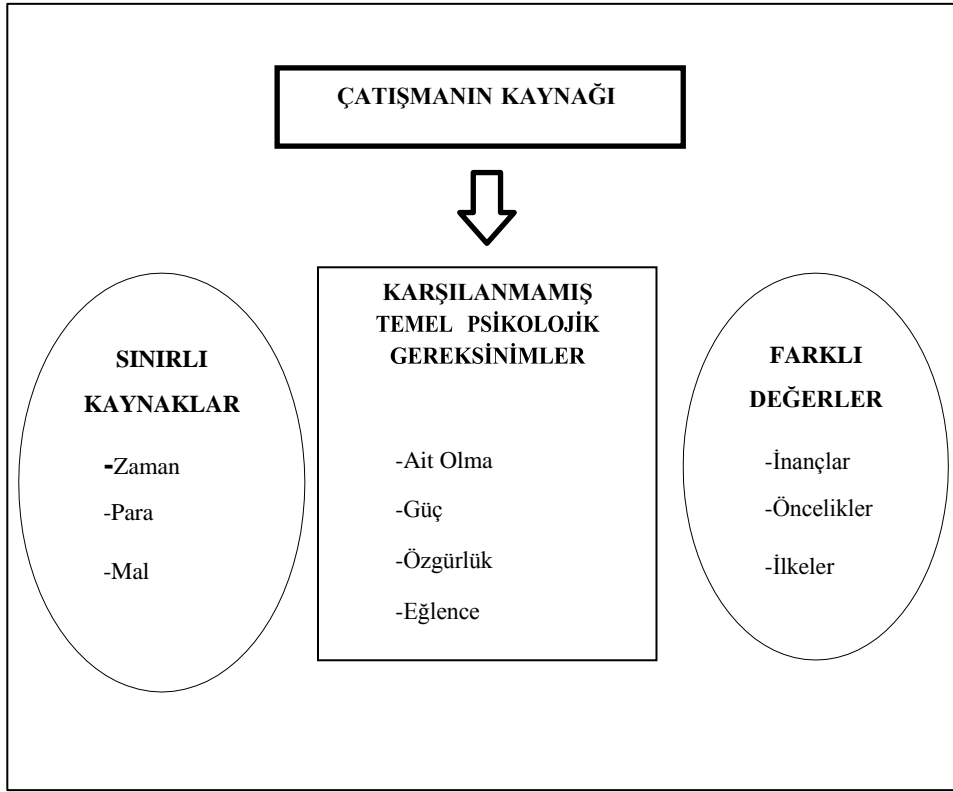 ÇATIŞMANIN KAYNAĞI
SINIRLI
KAYNAKLAR
-Zaman
-Para
-Mal
KARŞILANMAMIŞ
TEMEL PSİKOLOJİK
GEREKSİNİMLER
-Ait Olma
-Güç
-Özgürlük
-Eğlence
FARKLI
DEĞERLER
-İnançlar
-Öncelikler
-İlkeler